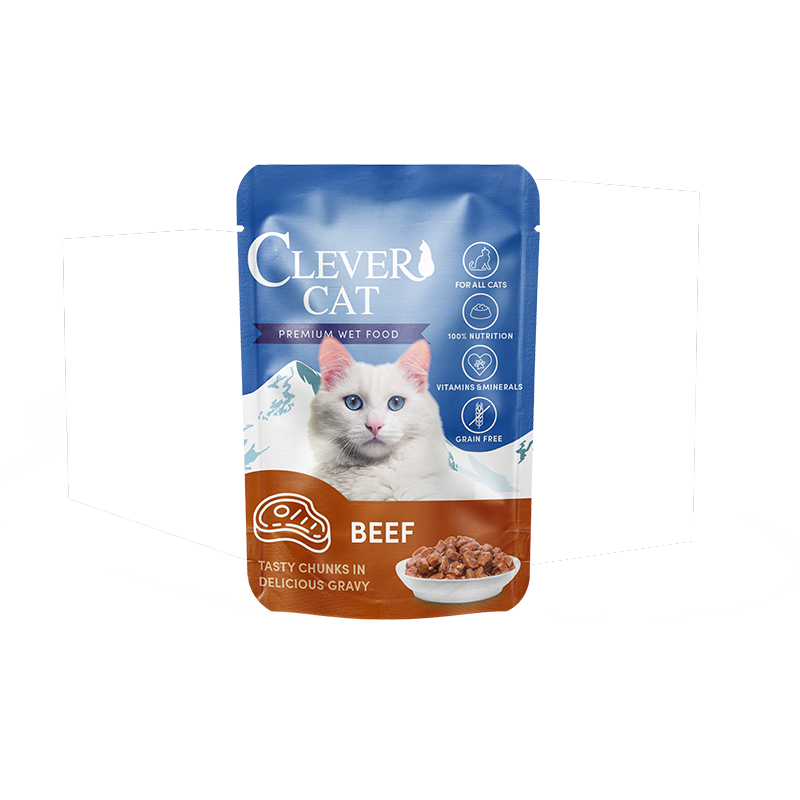 CLEVER
CAT
PREMIUM WET FOOD
FOR ALL CATS
100% NUTRITION
VITAMINS & MINERALS
GRAIN FREE
BEEF
TASTY CHUNKS IN
DELICIOUS GRAVY